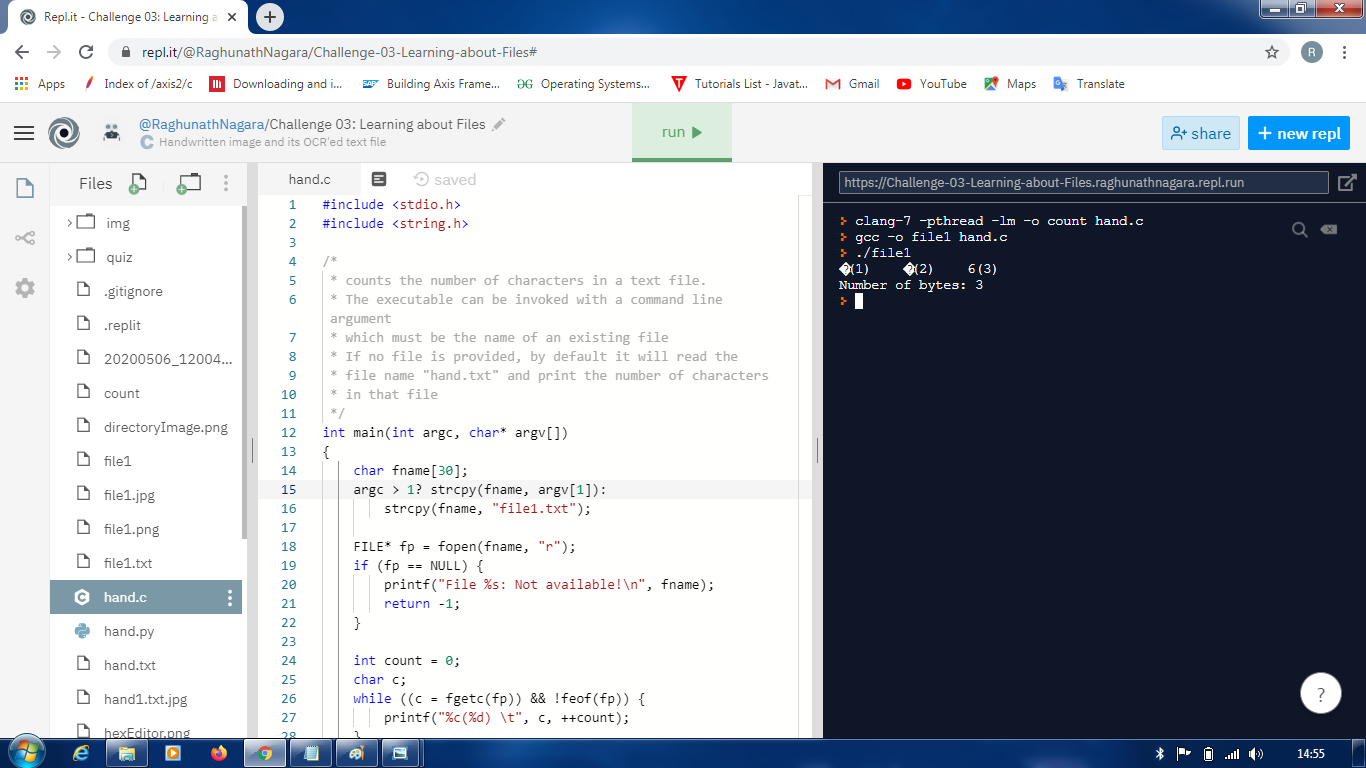 Repl.it - Challenge 03: Learning a
repl.it/@RaghunathNagara/Challenge-03-Learning-about-Files#
R
Apps Index of /axis2/c Downloading and i... Building Axis Frame... Operating Systems... Tutorials List - Javat... Gmail YouTube Maps Translate
@RaghunathNagara/Challenge 03: Learning about Files
Handwritten image and its OCR'ed text file
run
share
+ new repl
Files
img
quiz
.gitignore
.replit
20200506_12004...
count
directoryImage.png
file1
file1.jpg
file1.png
file1.txt
hand.c
hand.py
hand.txt
hand1.txt.jpg
hexEditor.png
hand.c saved
1 #include <stdio.h>
2 #include <string.h>
3
4 /*
5 * counts the number of characters in a text file.
6 * The executable can be invoked with a command line
argument
7 * which must be the name of an existing file
8 * If no file is provided, by default it will read the
9 * file name "hand.txt" and print the number of characters
10 * in that file
11 */
12 int main(int argc, char* argv[])
13 {
14 char fname[30];
15 argc > 1? strcpy(fname, argv[1]):
16 strcpy(fname, "file1.txt");
17
18 FILE* fp = fopen(fname, "r");
19 if (fp == NULL) {
20 printf("File %s: Not available!\n", fname);
21 return -1;
22 }
23
24 int count = 0;
25 char c;
26 while ((c = fgetc(fp)) && !feof(fp)) {
27 printf("%c(%d) \t", c, ++count);
28 }
https://Challenge-03-Learning-about-Files.raghunathnagara.repl.run
clang-7 -pthread -lm -o count hand.c
gcc -o file1 hand.c
./file1
�(1) �(2) 6(3)
Number of bytes: 3
?
14:55